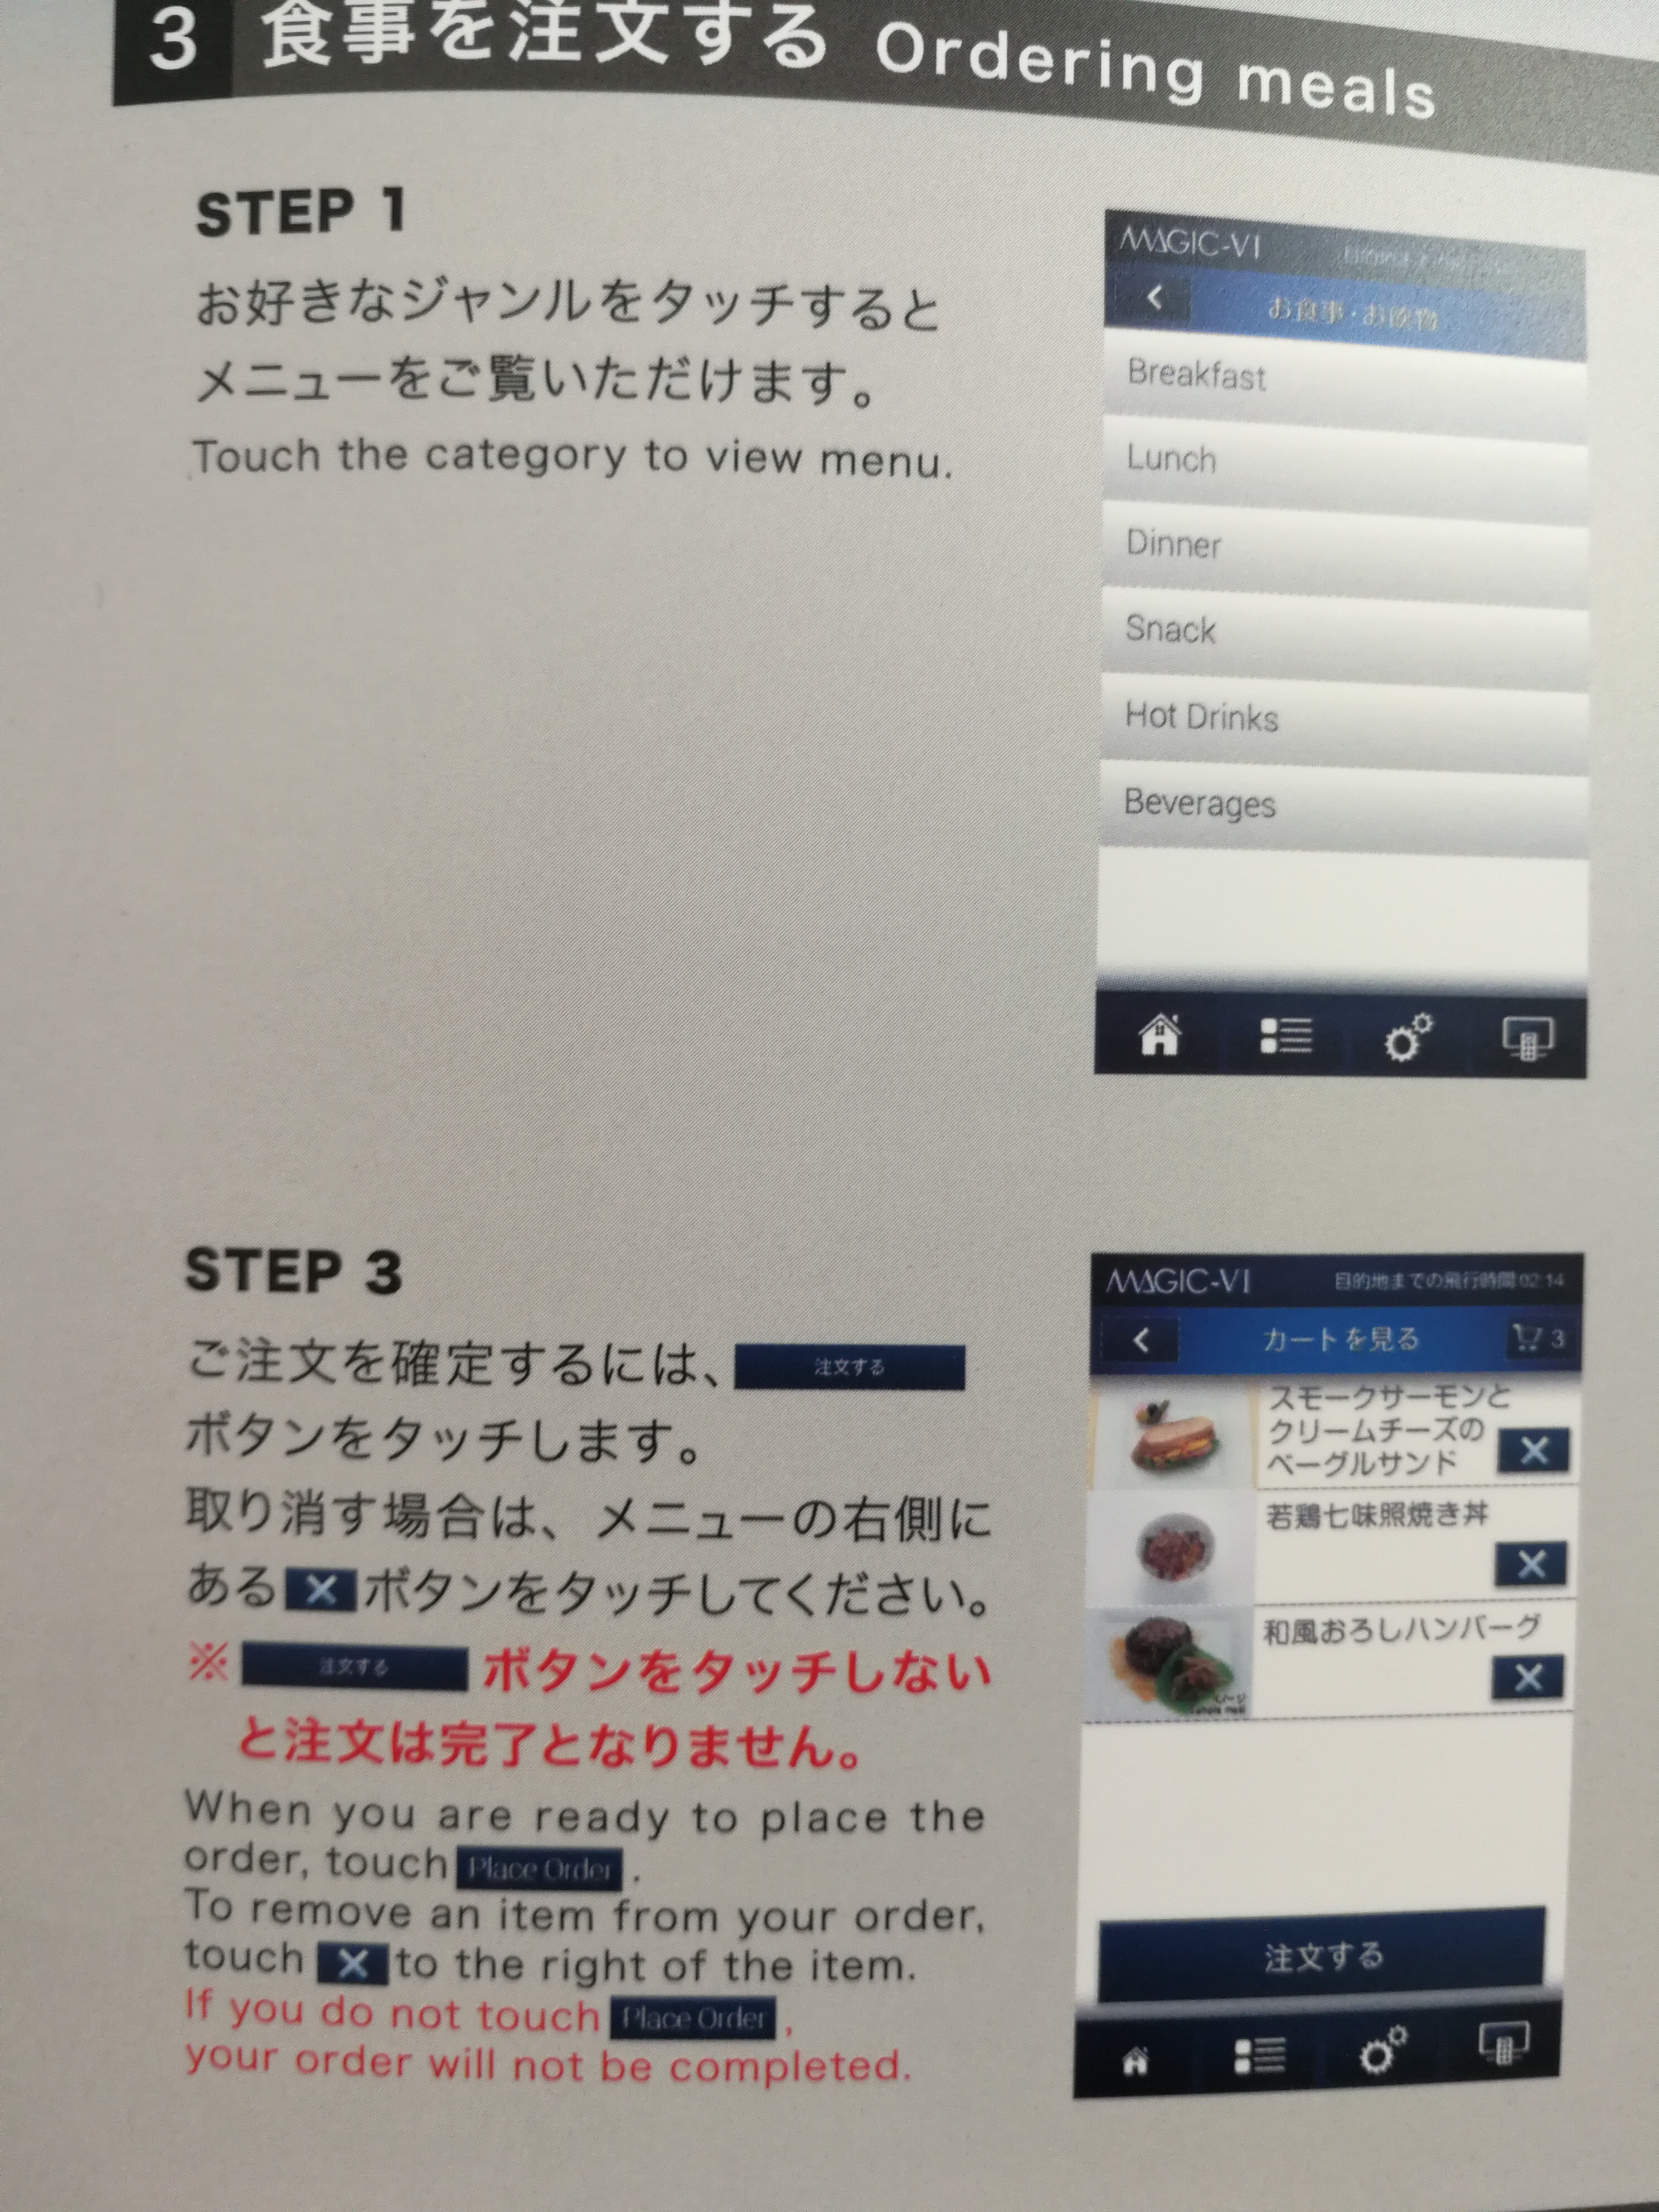 3 食事を注文する Ordering meals
STEP 1
お好きなジャンルをタッチすると
メニューをご覧いただけます。
Touch the category to view menu.
MAGIC-VI
お食事・お飲物
Breakfast
Lunch
Dinner
Snack
Hot Drinks
Beverages
STEP 3
ご注文を確定するには、 注文する
ボタンをタッチします。
取り消す場合は、メニューの右側に
ある × ボタンをタッチしてください。
※ 注文する ボタンをタッチしない
と注文は完了となりません。
When you are ready to place the
order, touch Place Order .
To remove an item from your order,
touch × to the right of the item.
If you do not touch Place Order ,
your order will not be completed.
MAGIC-VI 目的地までの飛行時間 02:14
カートを見る 3
スモークサーモンと
クリームチーズの
ベーグルサンド
若鶏七味照焼き丼
和風おろしハンバーグ
注文する